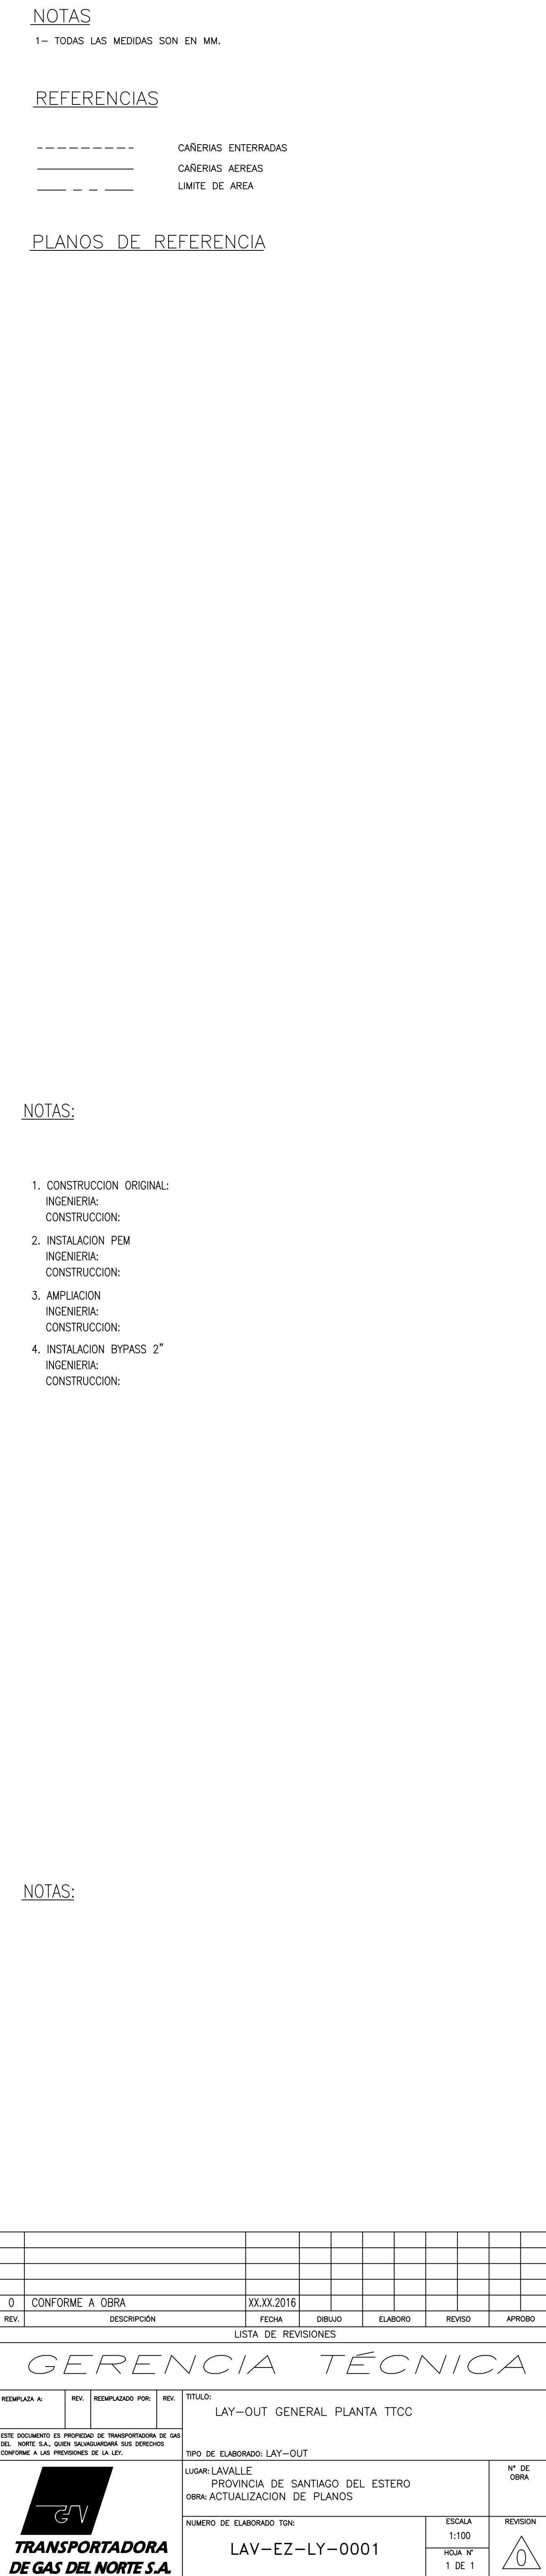 NOTAS
1- TODAS LAS MEDIDAS SON EN MM.
REFERENCIAS
CAÑERIAS ENTERRADAS
CAÑERIAS AEREAS
LIMITE DE AREA
PLANOS DE REFERENCIA
NOTAS:
1. CONSTRUCCION ORIGINAL:
INGENIERIA:
CONSTRUCCION:
2. INSTALACION PEM
INGENIERIA:
CONSTRUCCION:
3. AMPLIACION
INGENIERIA:
CONSTRUCCION:
4. INSTALACION BYPASS 2”
INGENIERIA:
CONSTRUCCION:
NOTAS:
0 CONFORME A OBRA XX.XX.2016
REV. DESCRIPCIÓN FECHA DIBUJO ELABORO REVISO APROBO
LISTA DE REVISIONES
GERENCIA TÉCNICA
REEMPLAZA A: REV. REEMPLAZADO POR: REV.
ESTE DOCUMENTO ES PROPIEDAD DE TRANSPORTADORA DE GAS
DEL NORTE S.A., QUIEN SALVAGUARDARÁ SUS DERECHOS
CONFORME A LAS PREVISIONES DE LA LEY.
TITULO:
LAY-OUT GENERAL PLANTA TTCC
TIPO DE ELABORADO: LAY-OUT
LUGAR: LAVALLE
PROVINCIA DE SANTIAGO DEL ESTERO
OBRA: ACTUALIZACION DE PLANOS
N° DE
OBRA
NUMERO DE ELABORADO TGN:
LAV-EZ-LY-0001
ESCALA
1:100
HOJA N°
1 DE 1
REVISION
0
TGN
TRANSPORTADORA
DE GAS DEL NORTE S.A.